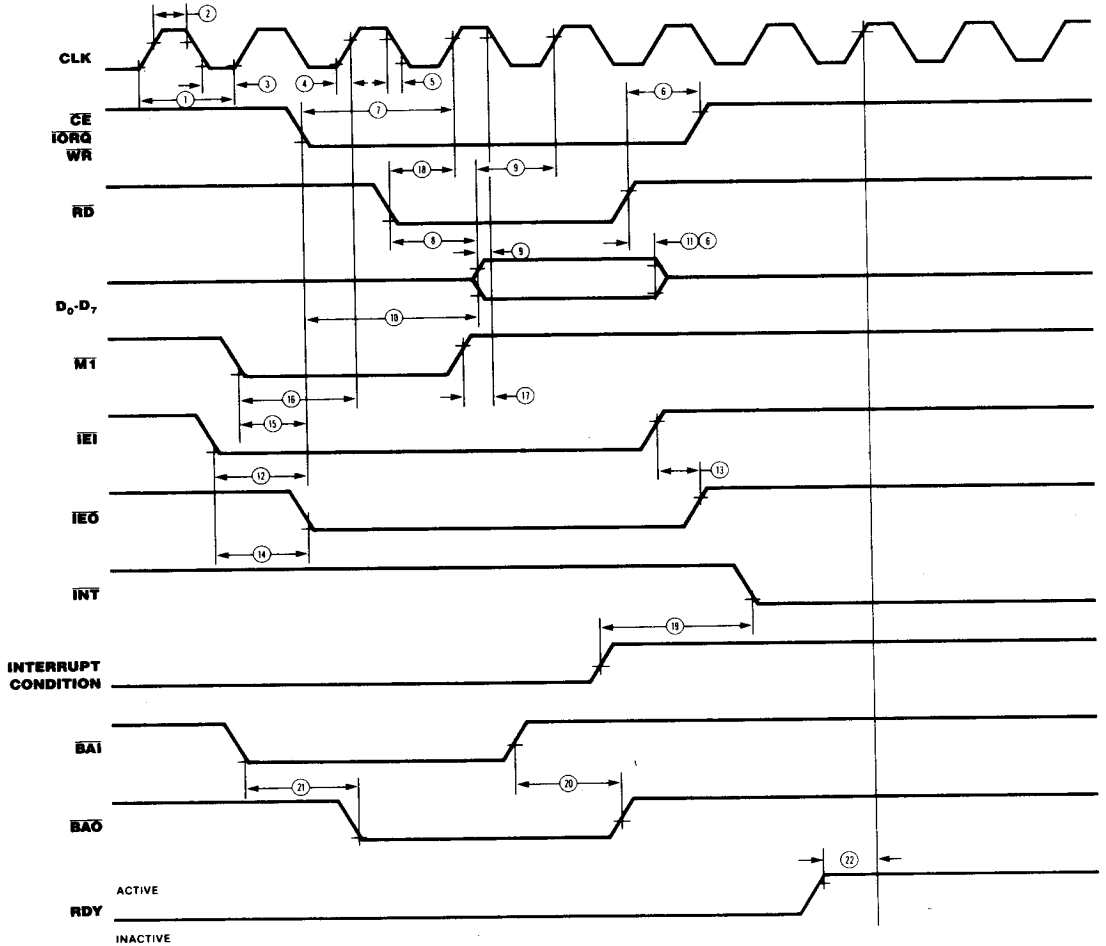 2
CLK
3
4
5
1
7
6
CE
IORQ
WR
18
9
RD
8
9
11 6
D0-D7
10
M1
16
17
15
IEI
12
13
IEO
14
INT
19
INTERRUPT
CONDITION
BAI
21
20
BAO
22
ACTIVE
RDY
INACTIVE